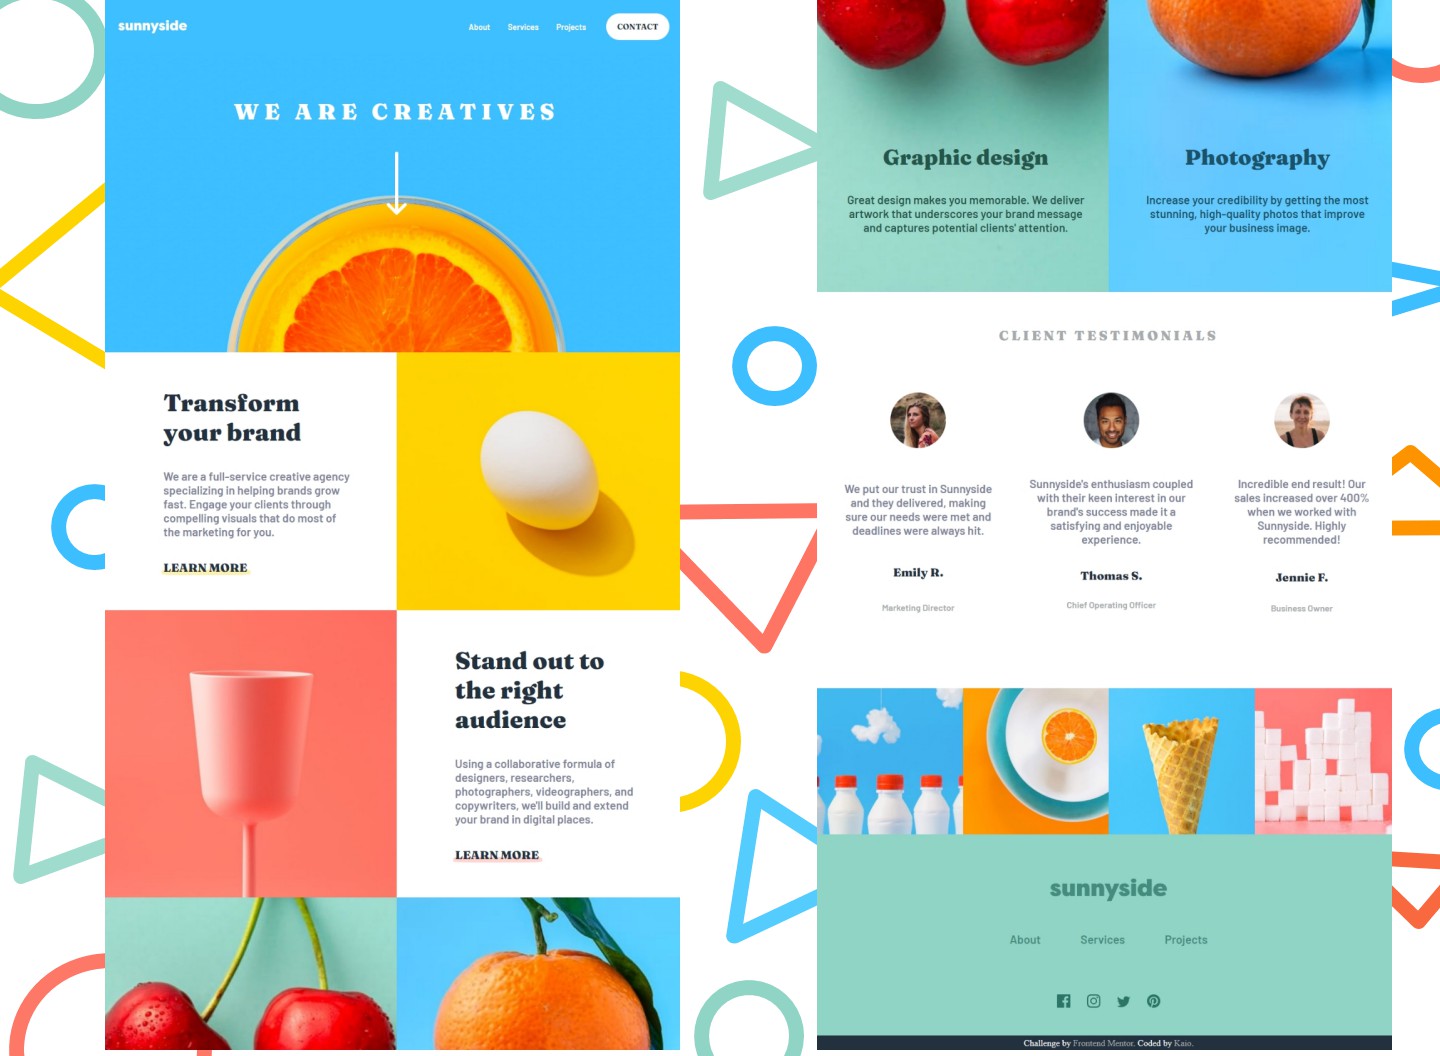 sunnyside
About Services Projects CONTACT
WE ARE CREATIVES
Transform
your brand
We are a full-service creative agency
specializing in helping brands grow
fast. Engage your clients through
compelling visuals that do most of
the marketing for you.
LEARN MORE
Stand out to
the right
audience
Using a collaborative formula of
designers, researchers,
photographers, videographers, and
copywriters, we'll build and extend
your brand in digital places.
LEARN MORE
Graphic design
Great design makes you memorable. We deliver
artwork that underscores your brand message
and captures potential clients' attention.
Photography
Increase your credibility by getting the most
stunning, high-quality photos that improve
your business image.
CLIENT TESTIMONIALS
We put our trust in Sunnyside
and they delivered, making
sure our needs were met and
deadlines were always hit.
Emily R.
Marketing Director
Sunnyside's enthusiasm coupled
with their keen interest in our
brand's success made it a
satisfying and enjoyable
experience.
Thomas S.
Chief Operating Officer
Incredible end result! Our
sales increased over 400%
when we worked with
Sunnyside. Highly
recommended!
Jennie F.
Business Owner
sunnyside
About Services Projects
Challenge by Frontend Mentor. Coded by Kaio.